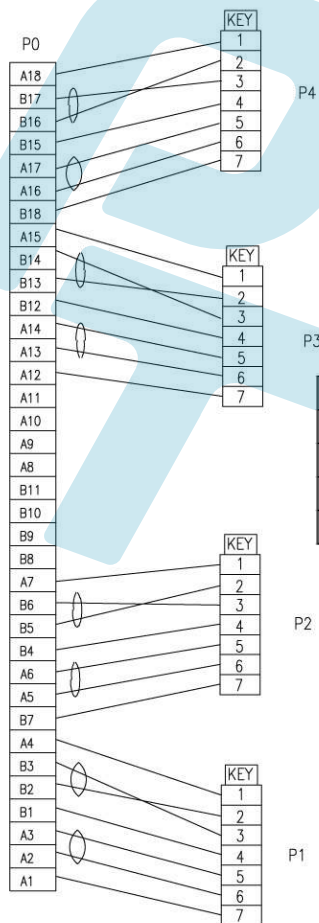 P0
A18
B17
B16
B15
A17
A16
B18
A15
B14
B13
B12
A14
A13
A12
A11
A10
A9
A8
B11
B10
B9
B8
A7
B6
B5
B4
A6
A5
B7
A4
B3
B2
B1
A3
A2
A1
KEY
1
2
3
4
5
6
7
P4
KEY
1
2
3
4
5
6
7
P3
KEY
1
2
3
4
5
6
7
P2
KEY
1
2
3
4
5
6
7
P1